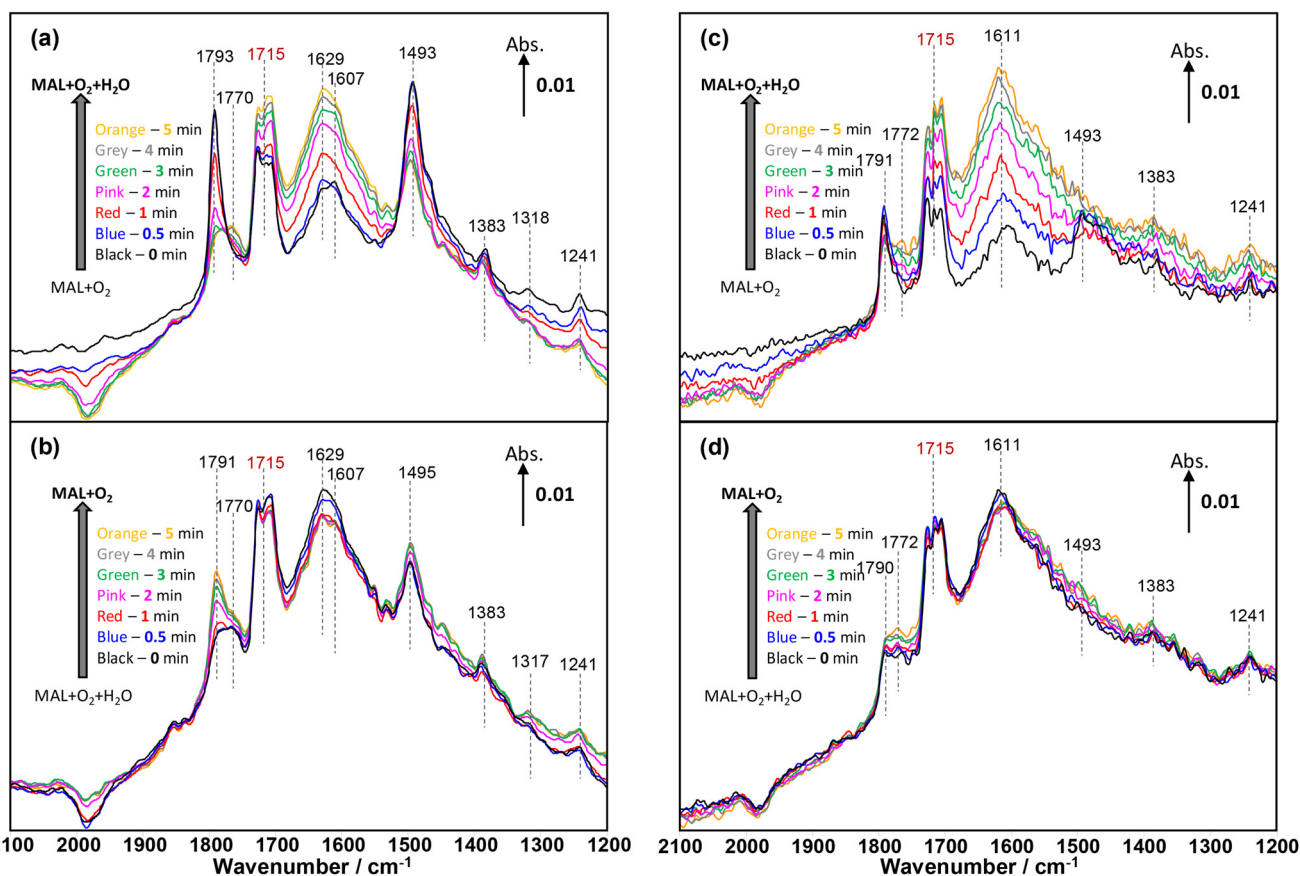 (a)
1793
1715
1629
1493
Abs.
MAL+O₂+H₂O
1770
1607
0.01
Orange – 5 min
Grey – 4 min
Green – 3 min
Pink – 2 min
Red – 1 min
Blue – 0.5 min
Black – 0 min
MAL+O₂
1383
1318
1241
(c)
1715
1611
Abs.
MAL+O₂+H₂O
0.01
Orange – 5 min
Grey – 4 min
Green – 3 min
Pink – 2 min
Red – 1 min
Blue – 0.5 min
Black – 0 min
MAL+O₂
1772
1791
1493
1383
1241
(b)
1791
1715
1629
1607
1495
Abs.
0.01
MAL+O₂
1770
Orange – 5 min
Grey – 4 min
Green – 3 min
Pink – 2 min
Red – 1 min
Blue – 0.5 min
Black – 0 min
MAL+O₂+H₂O
1383
1317
1241
(d)
1715
1611
Abs.
0.01
MAL+O₂
Orange – 5 min
Grey – 4 min
Green – 3 min
Pink – 2 min
Red – 1 min
Blue – 0.5 min
Black – 0 min
MAL+O₂+H₂O
1772
1790
1493
1383
1241
100 2000 1900 1800 1700 1600 1500 1400 1300 1200
Wavenumber / cm⁻¹
2100 2000 1900 1800 1700 1600 1500 1400 1300 1200
Wavenumber / cm⁻¹